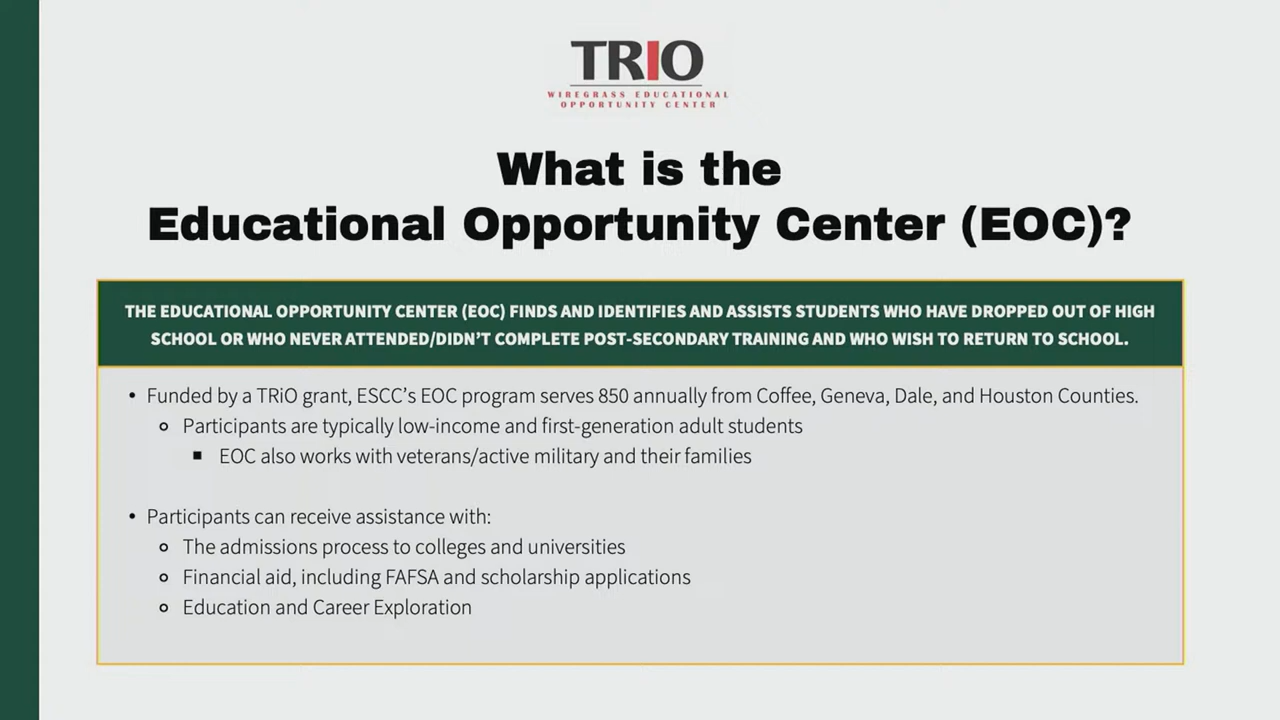 TRIO
WIREGRASS EDUCATIONAL
OPPORTUNITY CENTER
What is the
Educational Opportunity Center (EOC)?
THE EDUCATIONAL OPPORTUNITY CENTER (EOC) FINDS AND IDENTIFIES AND ASSISTS STUDENTS WHO HAVE DROPPED OUT OF HIGH
SCHOOL OR WHO NEVER ATTENDED/DIDN'T COMPLETE POST-SECONDARY TRAINING AND WHO WISH TO RETURN TO SCHOOL.
• Funded by a TRiO grant, ESCC's EOC program serves 850 annually from Coffee, Geneva, Dale, and Houston Counties.
∘ Participants are typically low-income and first-generation adult students
▪ EOC also works with veterans/active military and their families
• Participants can receive assistance with:
∘ The admissions process to colleges and universities
∘ Financial aid, including FAFSA and scholarship applications
∘ Education and Career Exploration